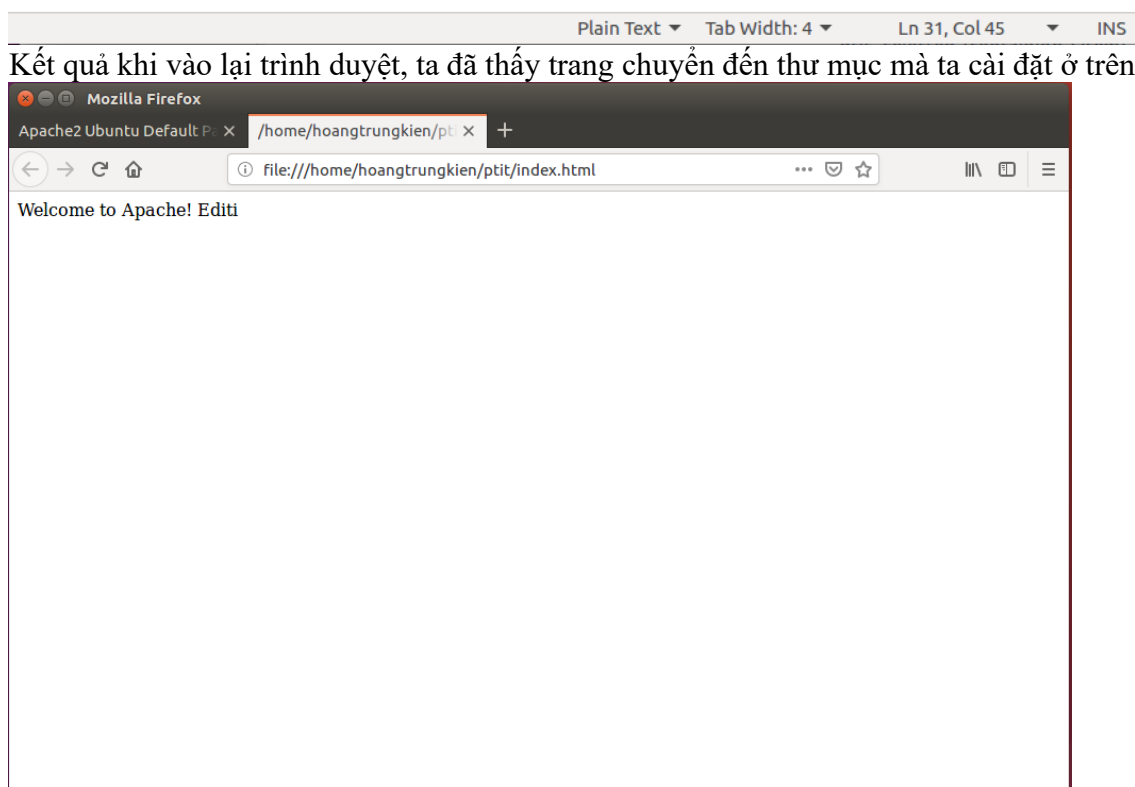 Plain Text Tab Width: 4 Ln 31, Col 45 INS
Kết quả khi vào lại trình duyệt, ta đã thấy trang chuyển đến thư mục mà ta cài đặt ở trên
Mozilla Firefox
Apache2 Ubuntu Default Pa /home/hoangtrungkien/pti
file:///home/hoangtrungkien/ptit/index.html
Welcome to Apache! Editi